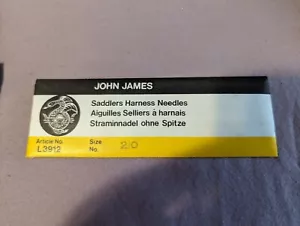 JOHN JAMES
Saddlers Harness Needles
Aiguilles Selliers à harnais
Straminnadel ohne Spitze
Article No. Size
L3912 No. 2/0